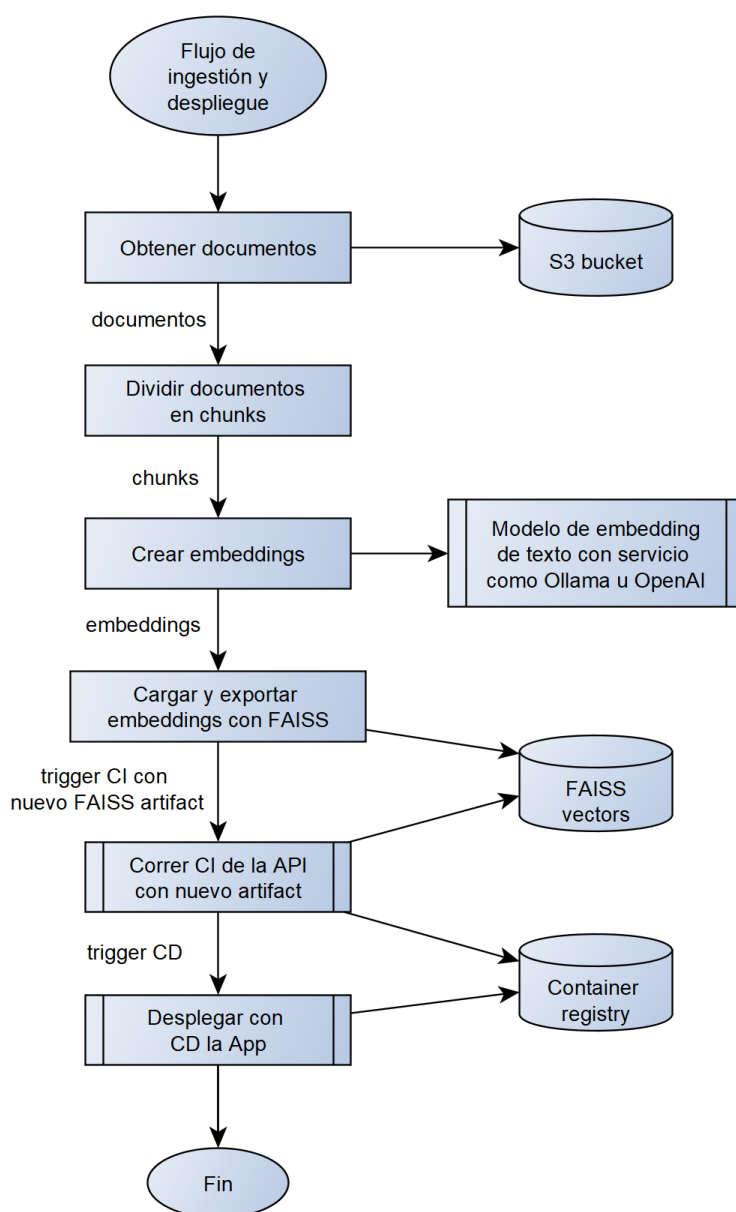 Flujo de
ingestión y
despliegue
Obtener documentos
S3 bucket
documentos
Dividir documentos
en chunks
chunks
Crear embeddings
Modelo de embedding
de texto con servicio
como Ollama u OpenAI
embeddings
Cargar y exportar
embeddings con FAISS
trigger CI con
nuevo FAISS artifact
FAISS
vectors
Correr CI de la API
con nuevo artifact
trigger CD
Container
registry
Desplegar con
CD la App
Fin